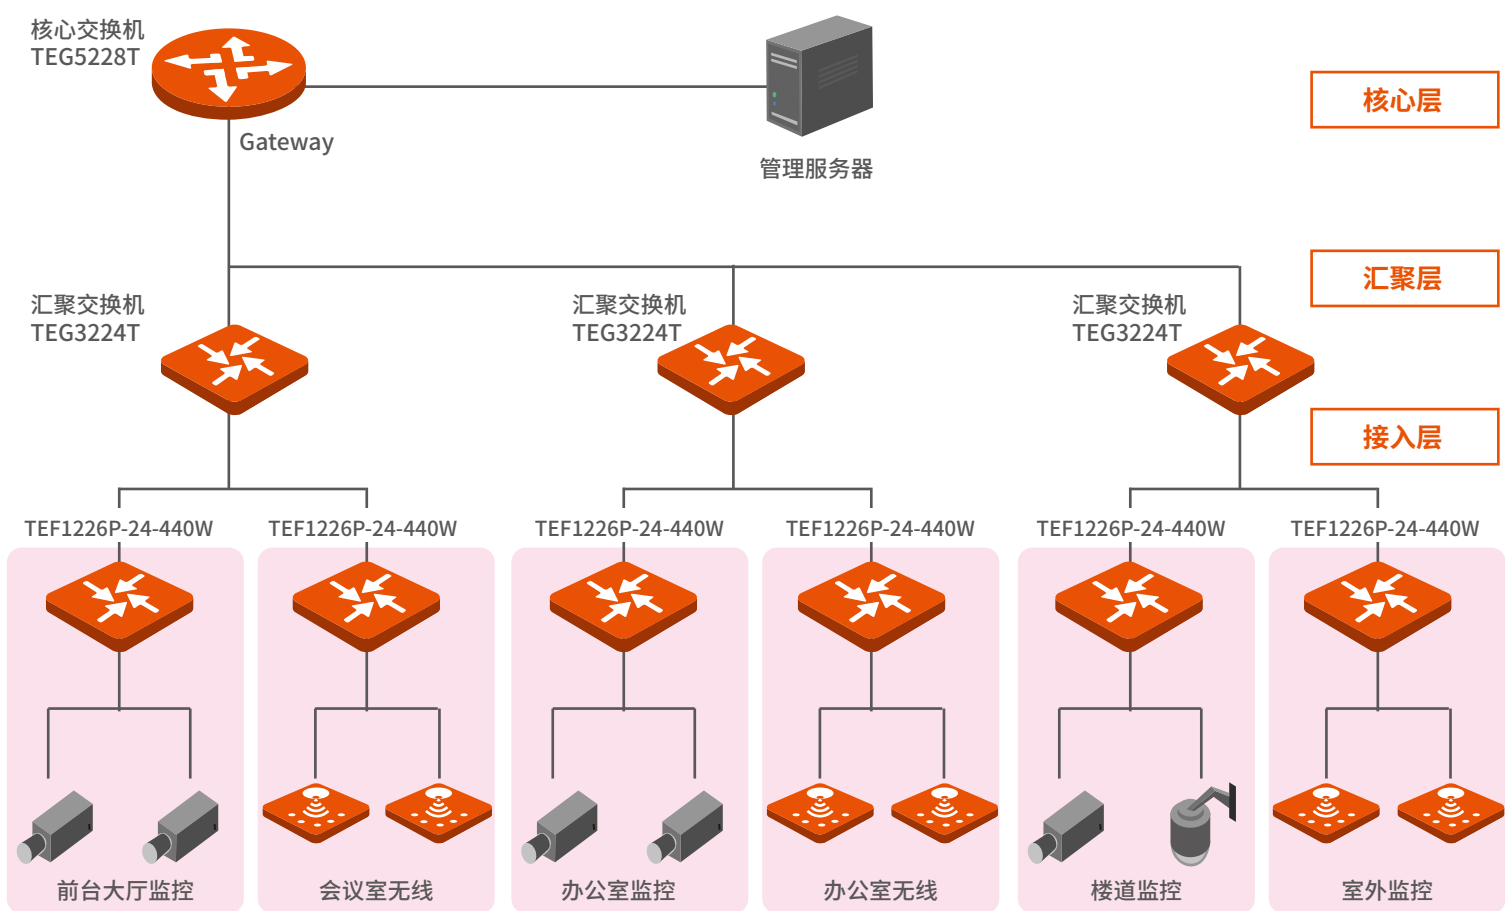 核心交换机
TEG5228T
Gateway
管理服务器
核心层
汇聚层
汇聚交换机
TEG3224T
汇聚交换机
TEG3224T
汇聚交换机
TEG3224T
接入层
TEF1226P-24-440W
TEF1226P-24-440W
TEF1226P-24-440W
TEF1226P-24-440W
TEF1226P-24-440W
TEF1226P-24-440W
前台大厅监控
会议室无线
办公室监控
办公室无线
楼道监控
室外监控